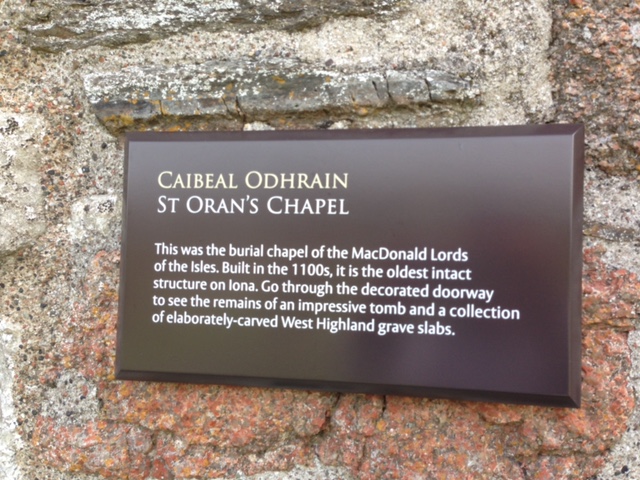 CAIBEAL ODHRAIN
ST ORAN'S CHAPEL
This was the burial chapel of the MacDonald Lords
of the Isles. Built in the 1100s, it is the oldest intact
structure on Iona. Go through the decorated doorway
to see the remains of an impressive tomb and a collection
of elaborately-carved West Highland grave slabs.